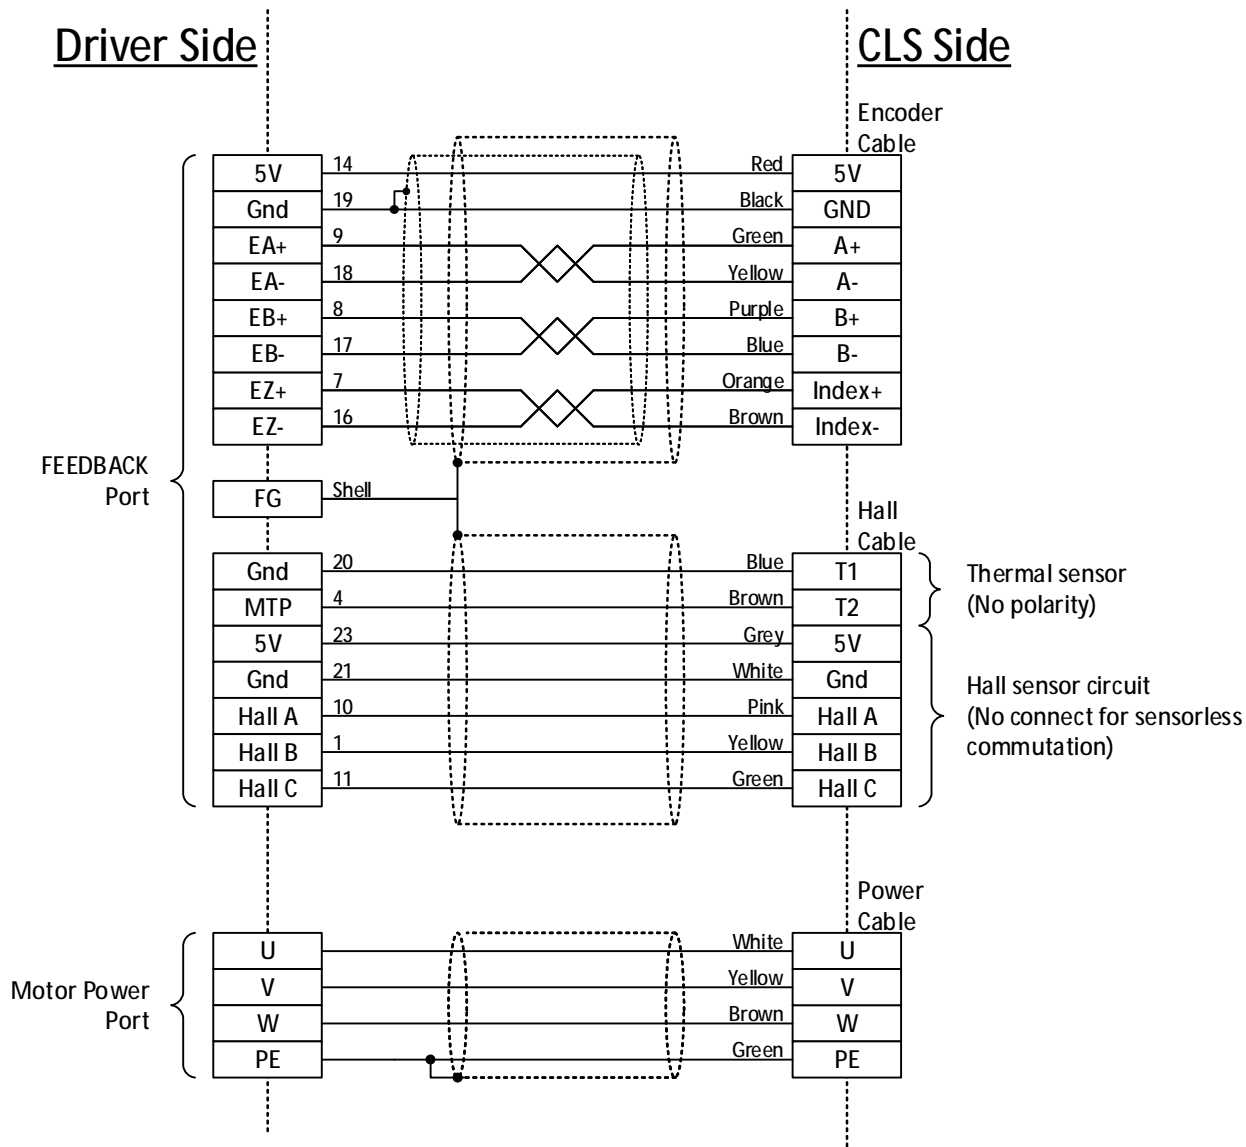 Driver Side CLS Side
Encoder
Cable
5V 14 Red 5V
Gnd 19 Black GND
EA+ 9 Green A+
EA- 18 Yellow A-
EB+ 8 Purple B+
EB- 17 Blue B-
EZ+ 7 Orange Index+
EZ- 16 Brown Index-
FEEDBACK
Port
FG Shell
Hall
Cable
Gnd 20 Blue T1
MTP 4 Brown T2
Thermal sensor
(No polarity)
5V 23 Grey 5V
Gnd 21 White Gnd
Hall A 10 Pink Hall A
Hall B 1 Yellow Hall B
Hall C 11 Green Hall C
Hall sensor circuit
(No connect for sensorless
commutation)
Power
Cable
U White U
V Yellow V
W Brown W
PE Green PE
Motor Power
Port